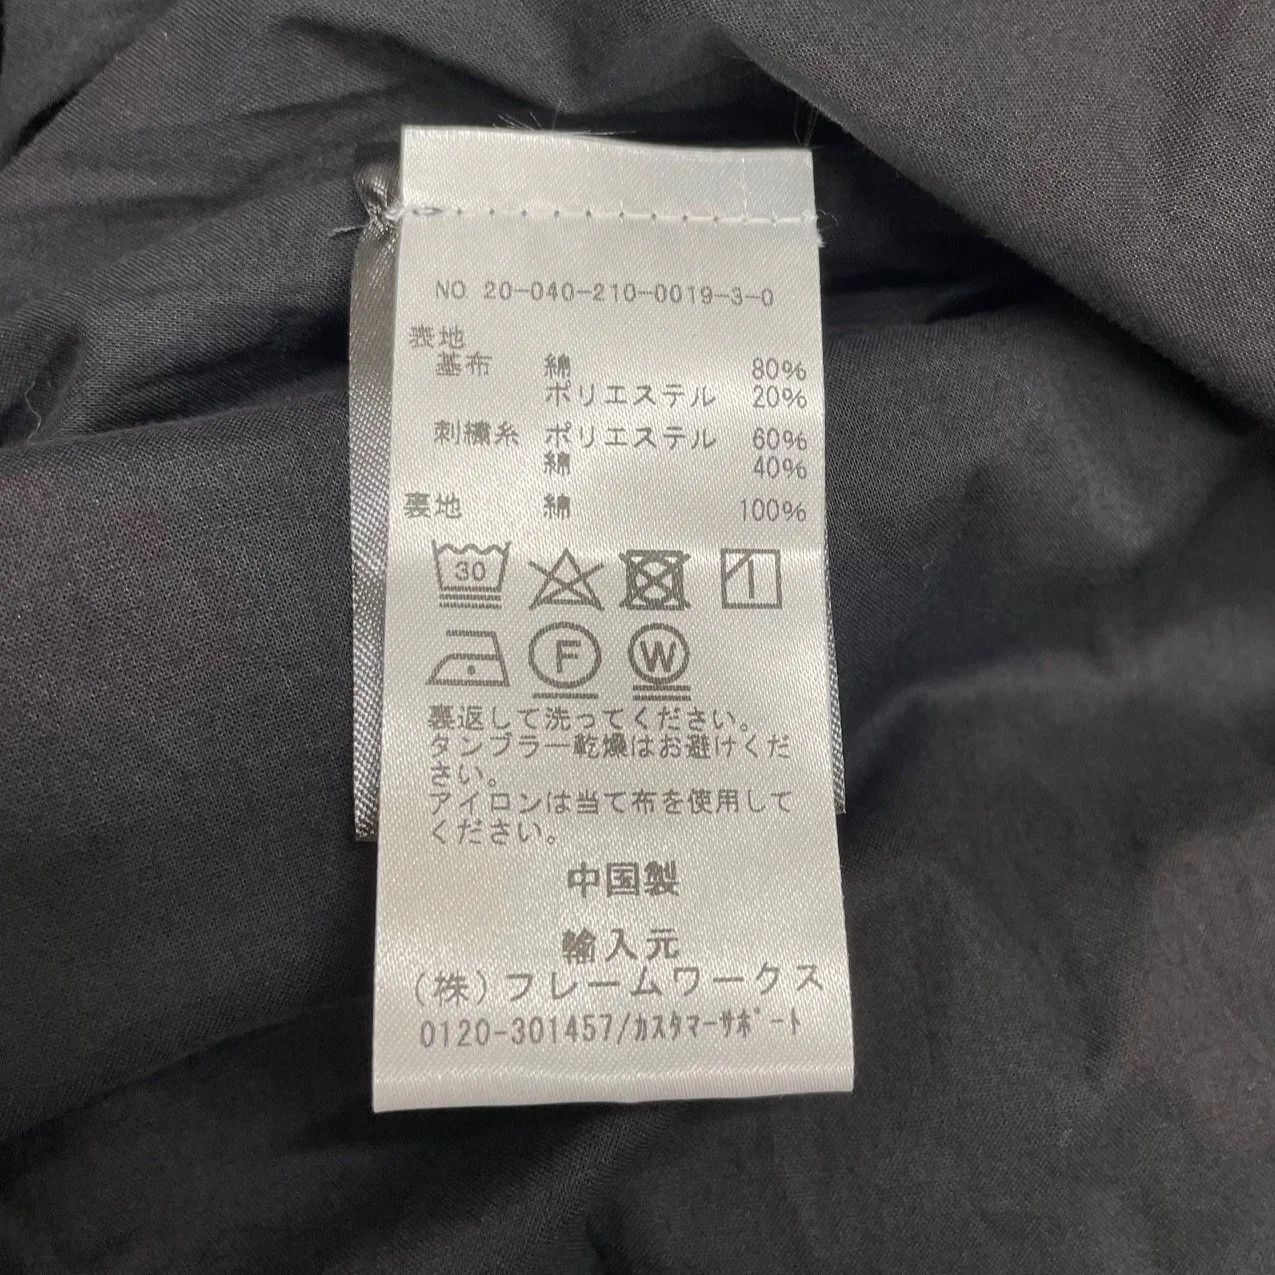 NO 20-040-210-0019-3-0
表地
基布 綿 80%
ポリエステル 20%
刺繍糸 ポリエステル 60%
綿 40%
裏地 綿 100%
30
F W
裏返して洗ってください。
タンブラー乾燥はお避けくだ
さい。
アイロンは当て布を使用して
ください。
中国製
輸入元
(株)フレームワークス
0120-301457/ｶｽﾀﾏｰｻﾎﾟｰﾄ